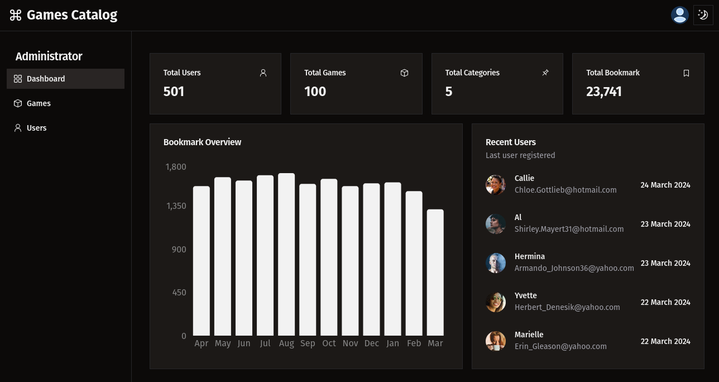 Games Catalog
Administrator
Dashboard
Games
Users
Total Users
501
Total Games
100
Total Categories
5
Total Bookmark
23,741
Bookmark Overview
1,800
1,350
900
450
0
Apr May Jun Jul Aug Sep Oct Nov Dec Jan Feb Mar
Recent Users
Last user registered
Callie
Chloe.Gottlieb@hotmail.com
24 March 2024
Al
Shirley.Mayert31@hotmail.com
23 March 2024
Hermina
Armando_Johnson36@yahoo.com
23 March 2024
Yvette
Herbert_Denesik@yahoo.com
22 March 2024
Marielle
Erin_Gleason@yahoo.com
22 March 2024